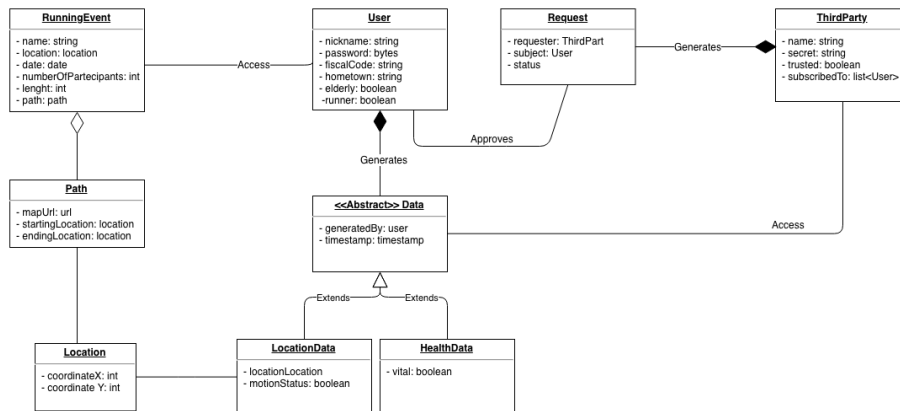 RunningEvent
- name: string
- location: location
- date: date
- numberOfPartecipants: int
- lenght: int
- path: path
Access
User
- nickname: string
- password: bytes
- fiscalCode: string
- hometown: string
- elderly: boolean
-runner: boolean
Request
- requester: ThirdPart
- subject: User
- status
Generates
ThirdParty
- name: string
- secret: string
- trusted: boolean
- subscribedTo: list<User>
Approves
Generates
Path
- mapUrl: url
- startingLocation: location
- endingLocation: location
<<Abstract>> Data
- generatedBy: user
- timestamp: timestamp
Access
Extends
Extends
Location
- coordinateX: int
- coordinate Y: int
LocationData
- locationLocation
- motionStatus: boolean
HealthData
- vital: boolean